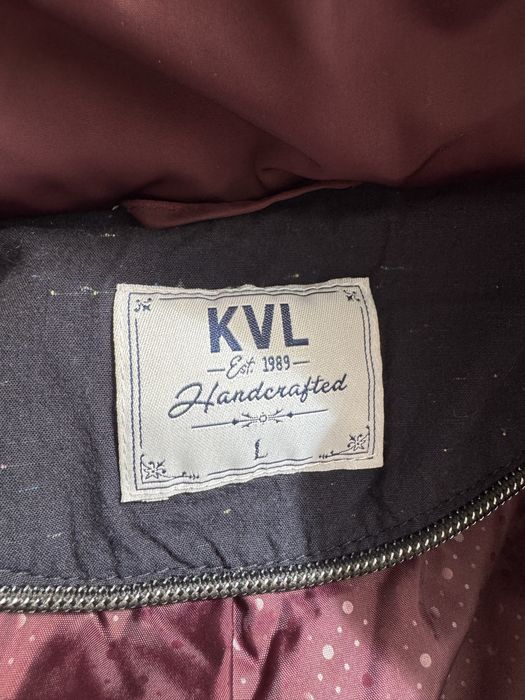 KVL
Est. 1989
Handcrafted
L